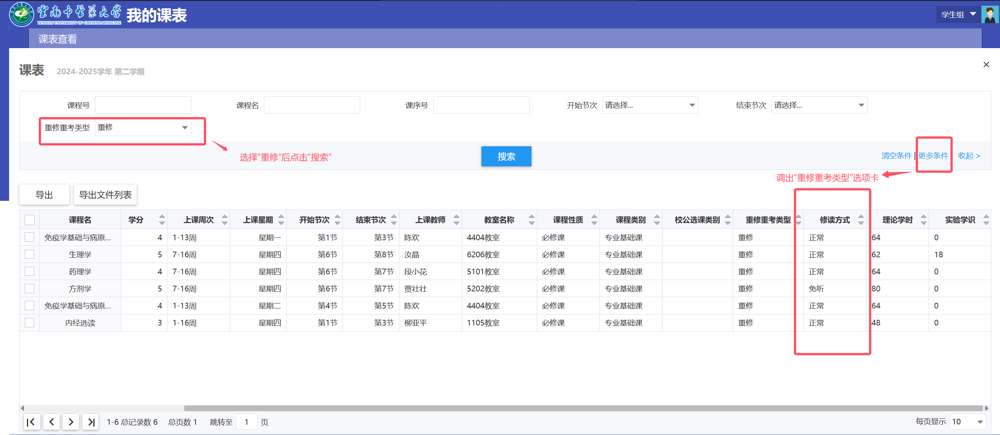 雲南中醫藥大學 我的课表 学生组
YUNNAN UNIVERSITY OF CHINESE MEDICINE
课表查看
课表 2024-2025学年 第二学期
课程号 课程名 课序号 开始节次 请选择... 结束节次 请选择...
重修重考类型 重修
选择“重修”后点击“搜索” 搜索 清空条件 | 更多条件 收起 >
调出“重修重考类型”选项卡
导出 导出文件列表
课程名 学分 上课周次 上课星期 开始节次 结束节次 上课教师 教室名称 课程性质 课程类别 校公选课类别 重修重考类型 修读方式 理论学时 实验学识
免疫学基础与病原... 4 1-13周 星期一 第1节 第3节 陈欢 4404教室 必修课 专业基础课 重修 正常 64 0
生理学 5 7-16周 星期四 第6节 第8节 汝晶 6206教室 必修课 专业基础课 重修 正常 62 18
药理学 4 7-16周 星期四 第6节 第7节 段小花 5101教室 必修课 专业基础课 重修 正常 64 0
方剂学 5 7-16周 星期四 第6节 第7节 贾壮壮 5202教室 必修课 专业基础课 重修 免听 80 0
免疫学基础与病原... 4 1-13周 星期二 第4节 第5节 陈欢 4404教室 必修课 专业基础课 重修 正常 64 0
内经选读 3 1-16周 星期四 第1节 第3节 柳亚平 1105教室 必修课 专业基础课 重修 正常 48 0
1-6 总记录数 6 总页数 1 跳转至 1 页 每页显示 10